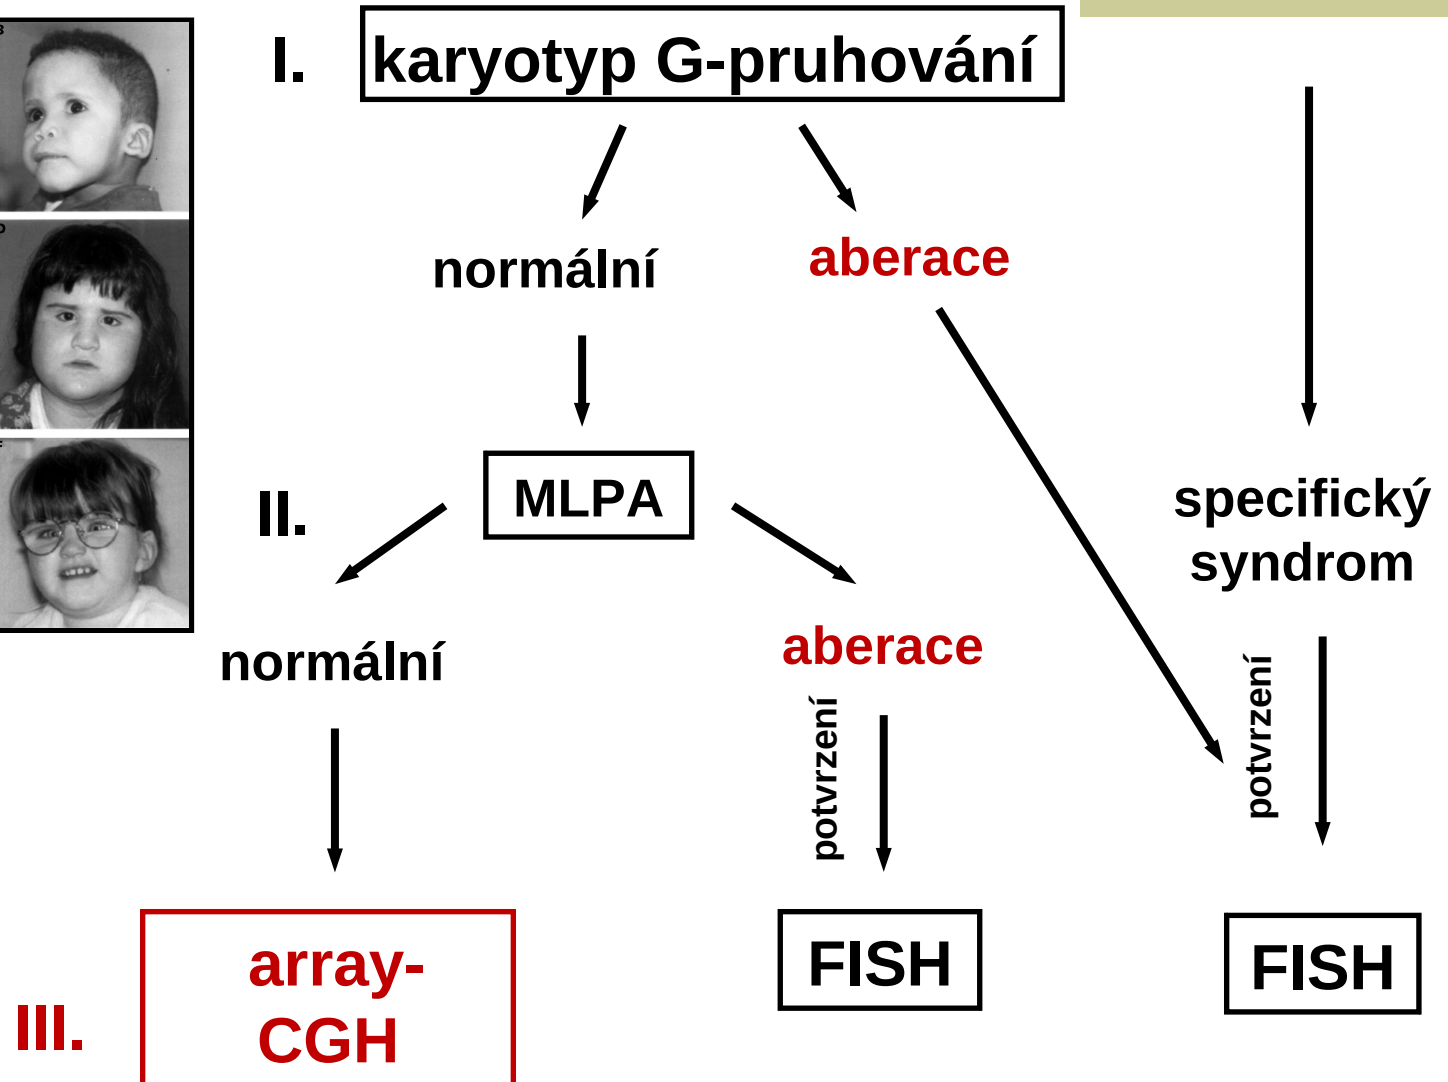 I.
karyotyp G-pruhování
normální
aberace
II.
MLPA
specifický
syndrom
normální
aberace
potvrzení
potvrzení
III.
array-
CGH
FISH
FISH